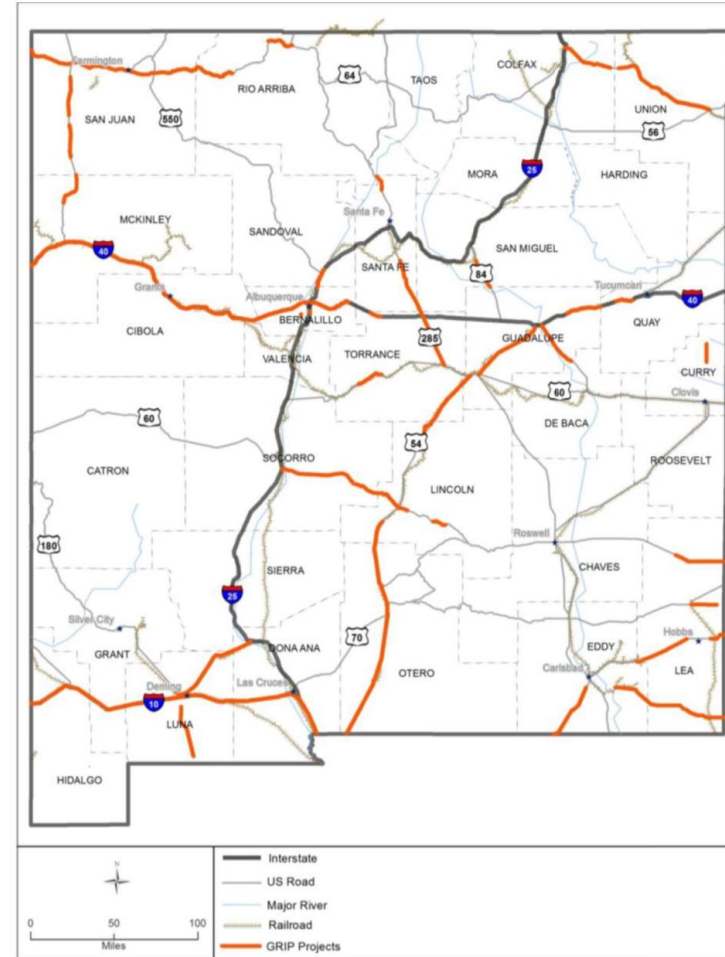 Farmington
COLFAX
64
TAOS
RIO ARRIBA
UNION
SAN JUAN
550
56
MORA
25
HARDING
Santa Fe
MCKINLEY
SANDOVAL
SAN MIGUEL
40
SANTA FE
84
Grants
Albuquerque
Tucumcari
40
BERNALILLO
QUAY
CIBOLA
285
GUADALUPE
VALENCIA
TORRANCE
CURRY
60
Clovis
60
DE BACA
54
SOCORRO
ROOSEVELT
CATRON
LINCOLN
Roswell
180
SIERRA
CHAVES
25
Silver City
70
DONA ANA
EDDY
Hobbs
GRANT
Carlsbad
LEA
OTERO
Deming
Las Cruces
10
LUNA
HIDALGO
N
0 50 100
Miles
Interstate
US Road
Major River
Railroad
GRIP Projects